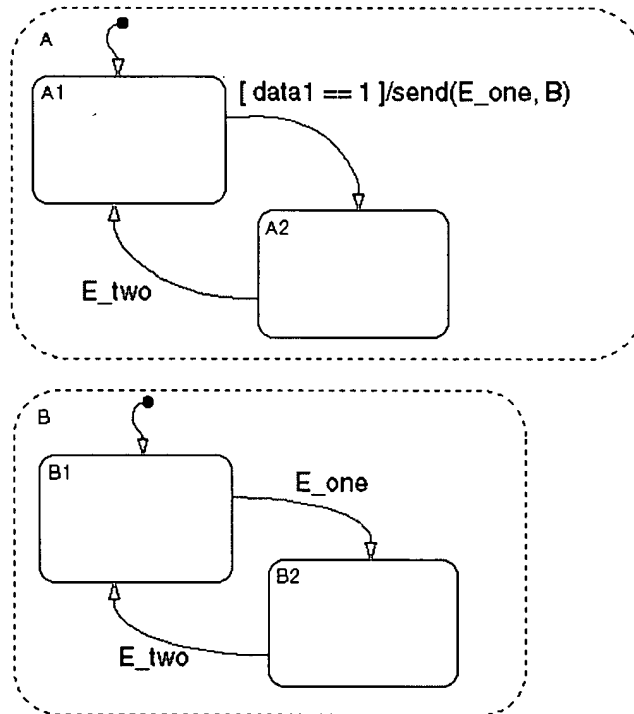 A
A1
[ data1 == 1 ]/send(E_one, B)
A2
E_two
B
B1
E_one
B2
E_two